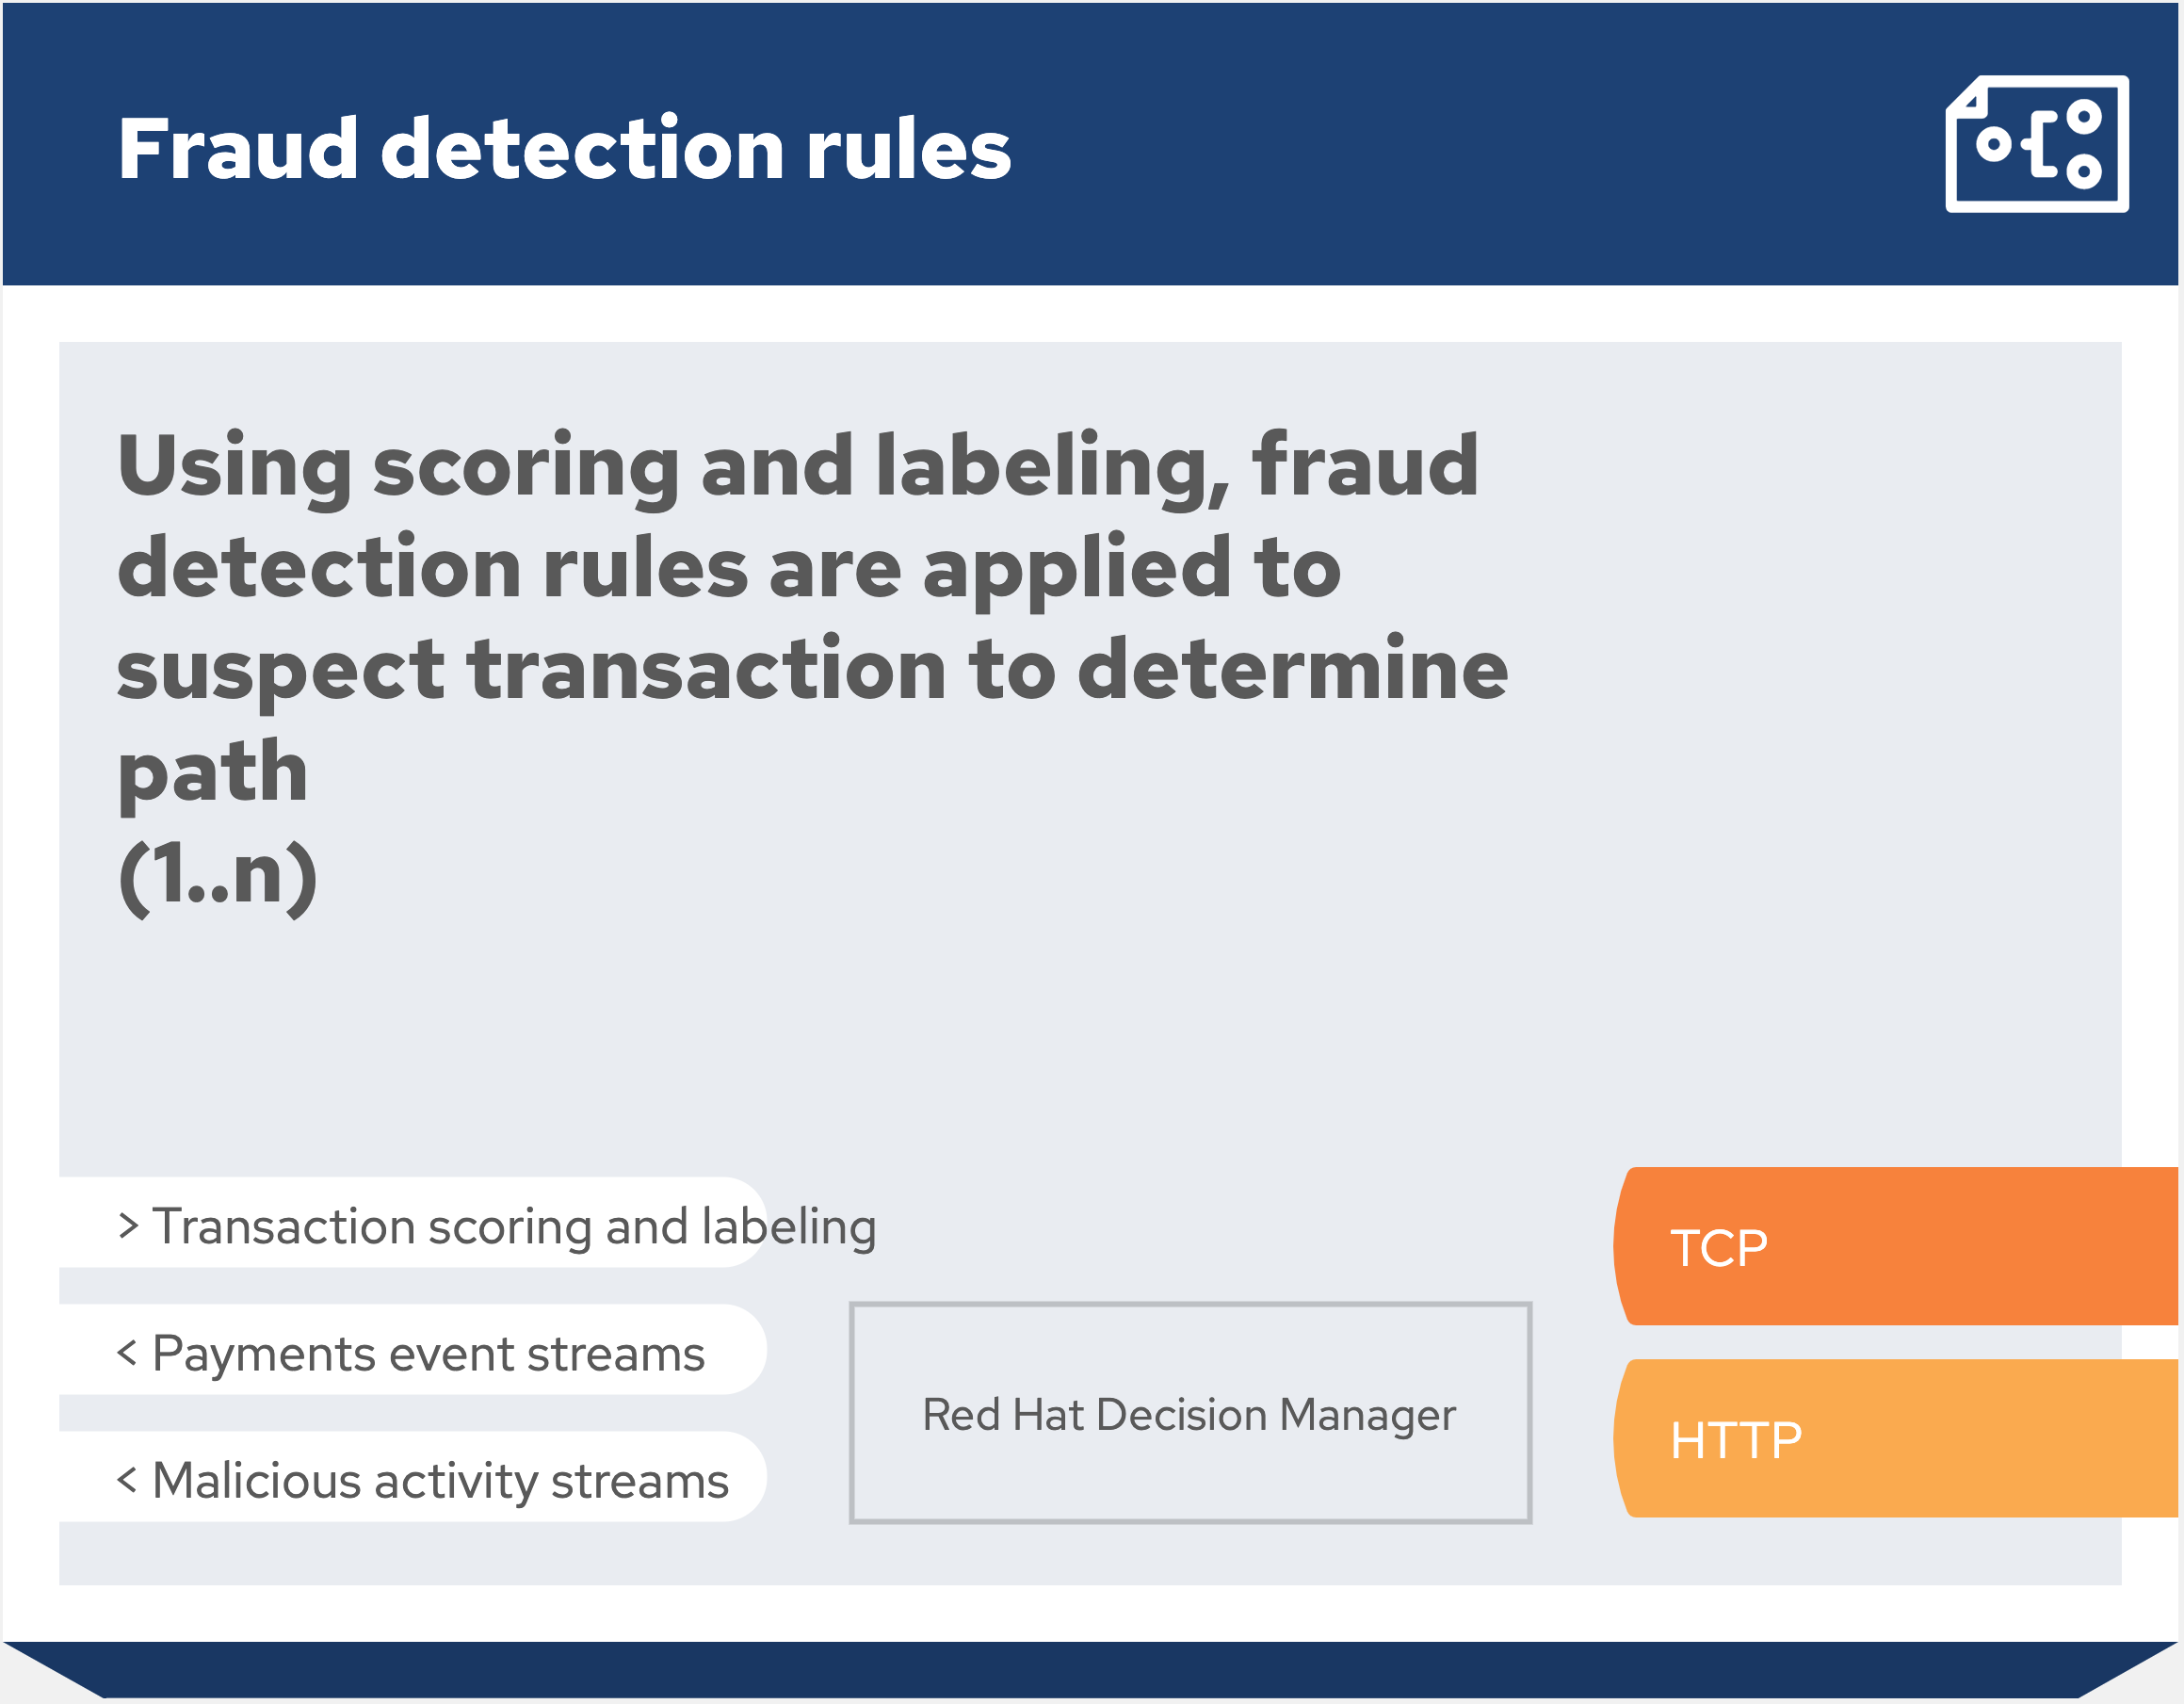 Fraud detection rules
Using scoring and labeling, fraud
detection rules are applied to
suspect transaction to determine
path
(1..n)
> Transaction scoring and labeling
< Payments event streams
< Malicious activity streams
Red Hat Decision Manager
TCP
HTTP